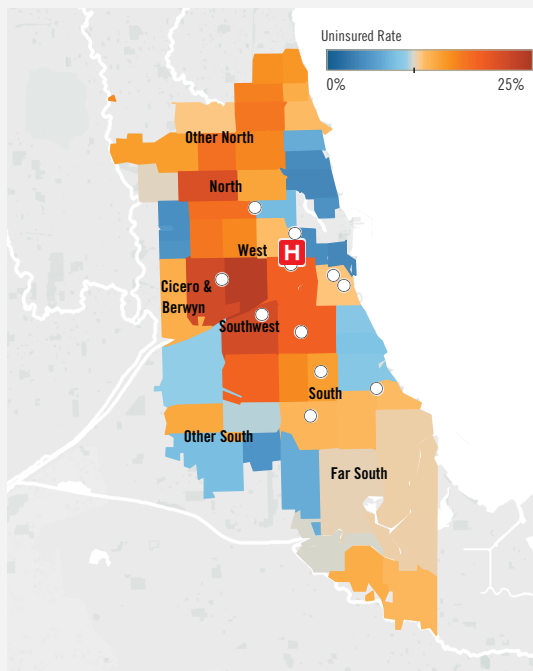 Uninsured Rate
0% 25%
Other North
North
West
H
Cicero &
Berwyn
Southwest
South
Other South
Far South